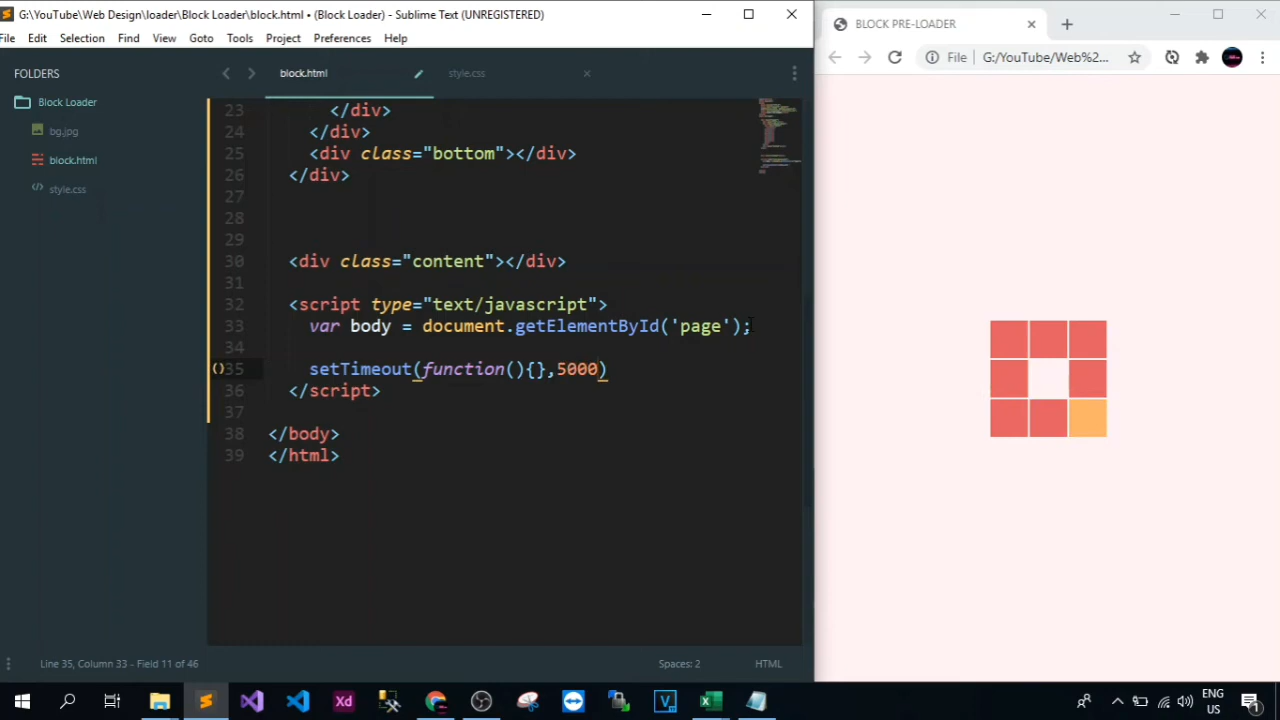 G:\YouTube\Web Design\loader\Block Loader\block.html • (Block Loader) - Sublime Text (UNREGISTERED)
File Edit Selection Find View Goto Tools Project Preferences Help
FOLDERS
Block Loader
bg.jpg
block.html
style.css
block.html
style.css
23 </div>
24 </div>
25 <div class="bottom"></div>
26 </div>
27
28
29
30 <div class="content"></div>
31
32 <script type="text/javascript">
33 var body = document.getElementById('page');
34
35 setTimeout(function(){},5000)
36 </script>
37
38 </body>
39 </html>
Line 35, Column 33 - Field 11 of 46
Spaces: 2
HTML
BLOCK PRE-LOADER
File
G:/YouTube/Web%2...
Xd
ENG
US
1